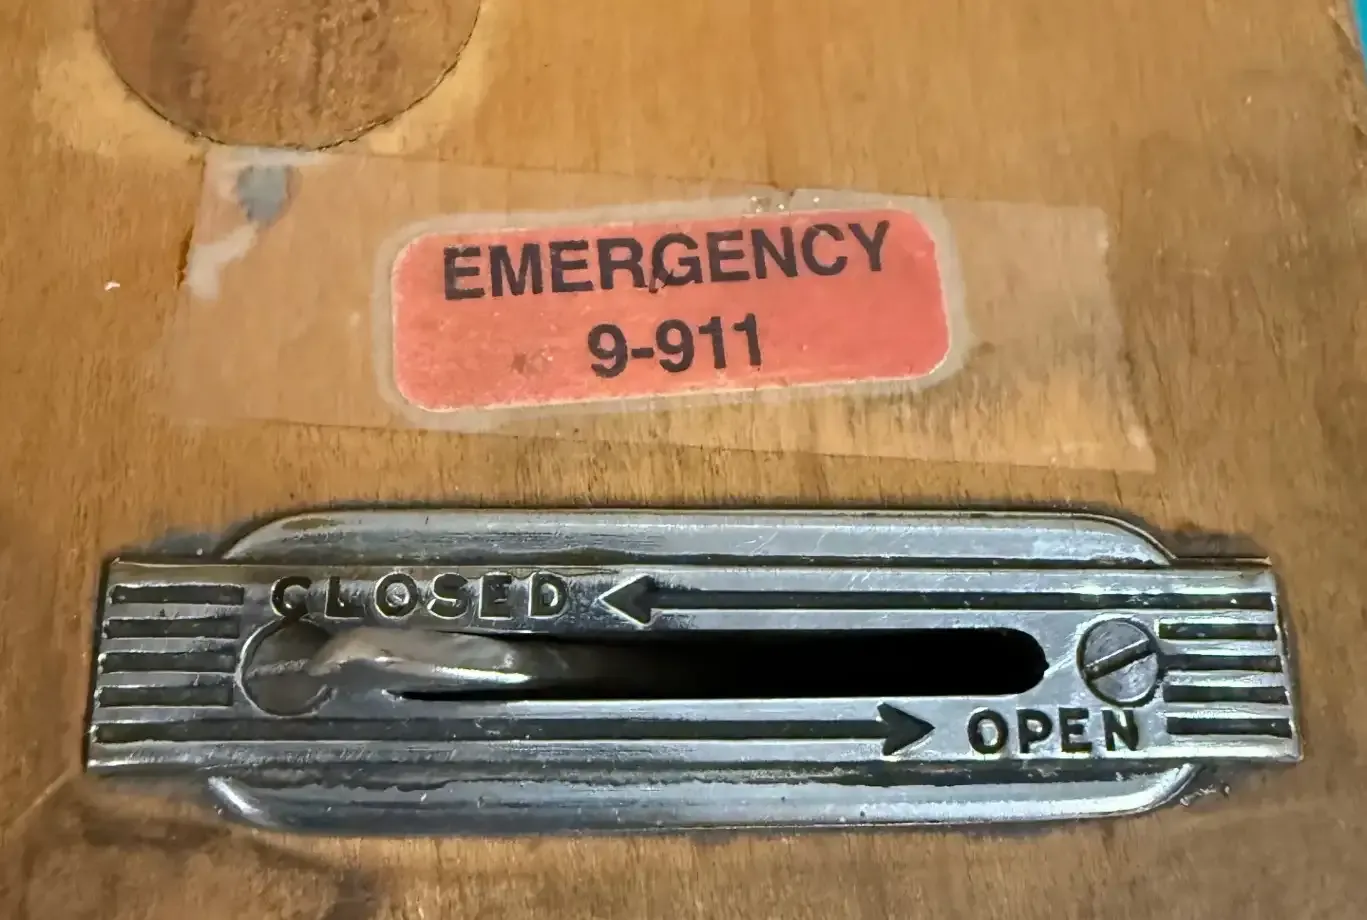 EMERGENCY
9-911
CLOSED
OPEN